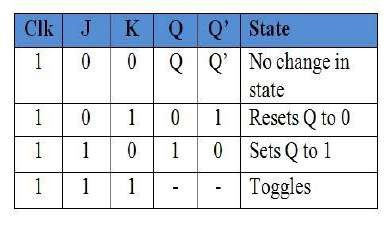 Clk J K Q Q' State
1 0 0 Q Q’ No change in
state
1 0 1 0 1 Resets Q to 0
1 1 0 1 0 Sets Q to 1
1 1 1 - - Toggles